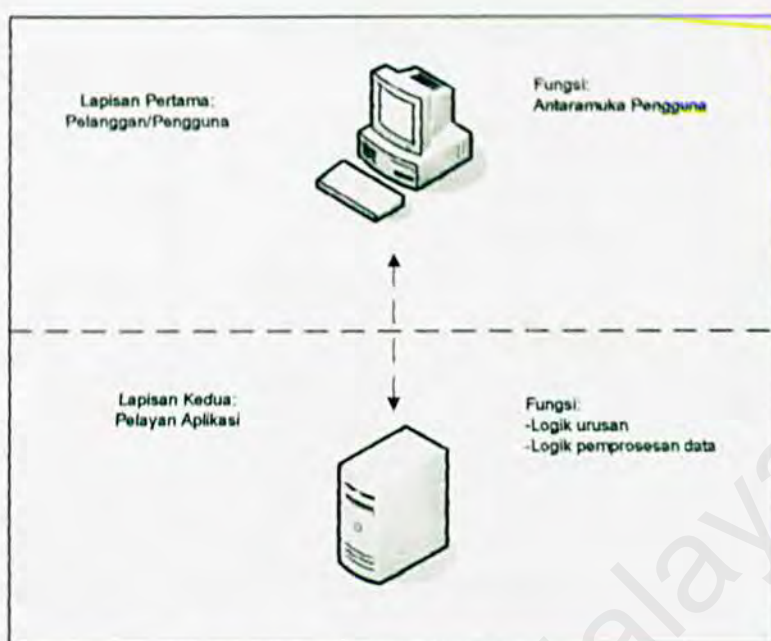 Lapisan Pertama:
Pelanggan/Pengguna
Fungsi:
Antaramuka Pengguna
Lapisan Kedua:
Pelayan Aplikasi
Fungsi:
-Logik urusan
-Logik pemprosesan data